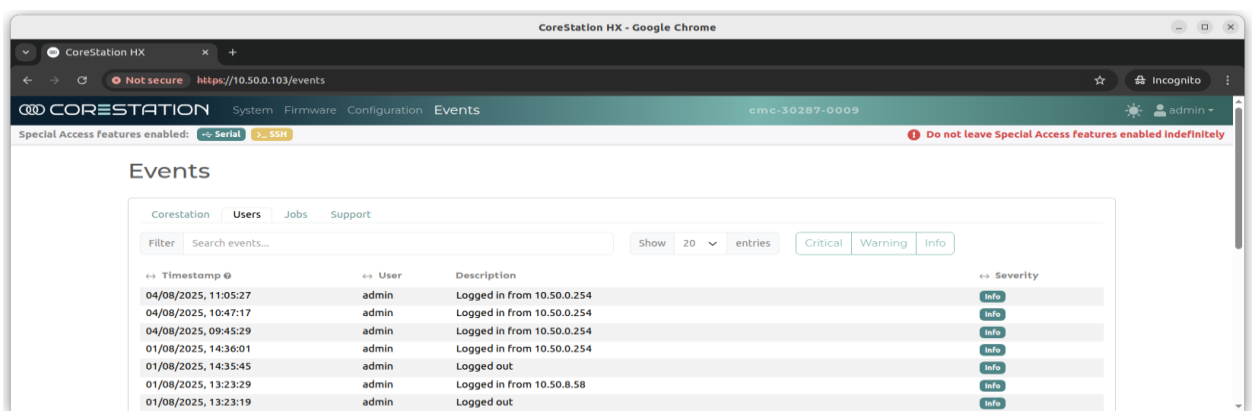 CoreStation HX - Google Chrome
CoreStation HX
Not secure https://10.50.0.103/events Incognito
CORESTATION System Firmware Configuration Events cmc-30287-0009 admin
Special Access features enabled: Serial >_ SSH Do not leave Special Access features enabled indefinitely
Events
Corestation Users Jobs Support
Filter Search events... Show 20 entries Critical Warning Info
Timestamp User Description Severity
04/08/2025, 11:05:27 admin Logged in from 10.50.0.254 Info
04/08/2025, 10:47:17 admin Logged in from 10.50.0.254 Info
04/08/2025, 09:45:29 admin Logged in from 10.50.0.254 Info
01/08/2025, 14:36:01 admin Logged in from 10.50.0.254 Info
01/08/2025, 14:35:45 admin Logged out Info
01/08/2025, 13:23:29 admin Logged in from 10.50.8.58 Info
01/08/2025, 13:23:19 admin Logged out Info